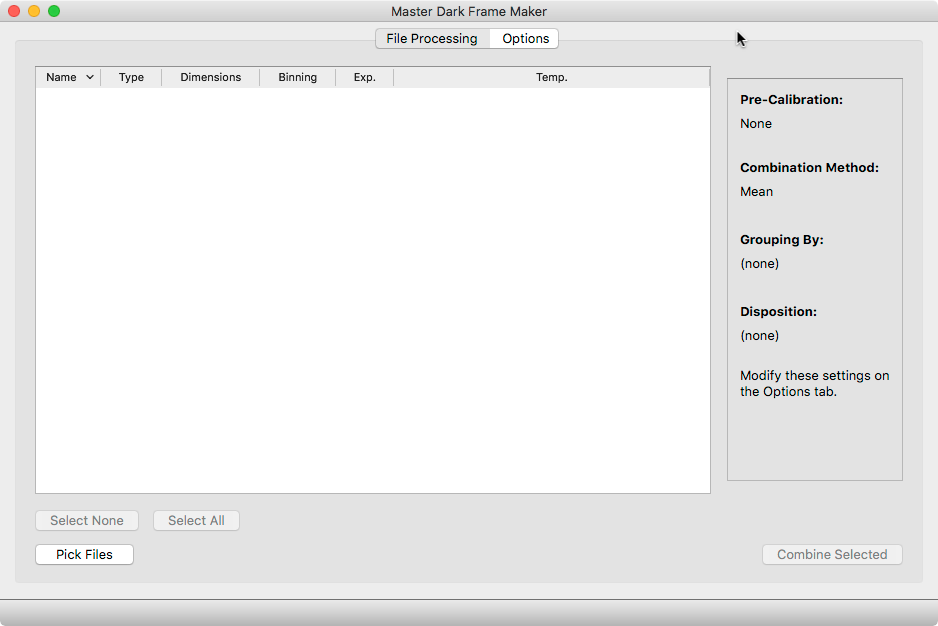 Master Dark Frame Maker
File Processing Options
Name Type Dimensions Binning Exp. Temp.
Pre-Calibration:
None
Combination Method:
Mean
Grouping By:
(none)
Disposition:
(none)
Modify these settings on
the Options tab.
Select None Select All
Pick Files Combine Selected